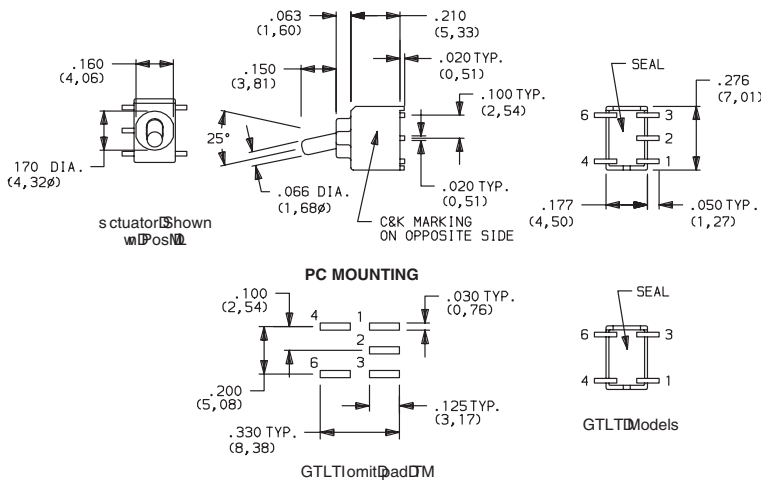 .063
(1,60)
.210
(5,33)
.160
(4,06)
.150
(3,81)
.020 TYP.
(0,51)
.100 TYP.
(2,54)
SEAL
.276
(7,01)
6
3
2
4
1
25°
170 DIA.
(4,32ø)
.066 DIA.
(1,68ø)
.020 TYP.
(0,51)
.177
(4,50)
.050 TYP.
(1,27)
C&K MARKING
ON OPPOSITE SIDE
Shown
PC MOUNTING
.100
(2,54)
.030 TYP.
(0,76)
4
1
2
6
3
.200
(5,08)
.125 TYP.
(3,17)
.330 TYP.
(8,38)
SEAL
6
3
4
1
Models